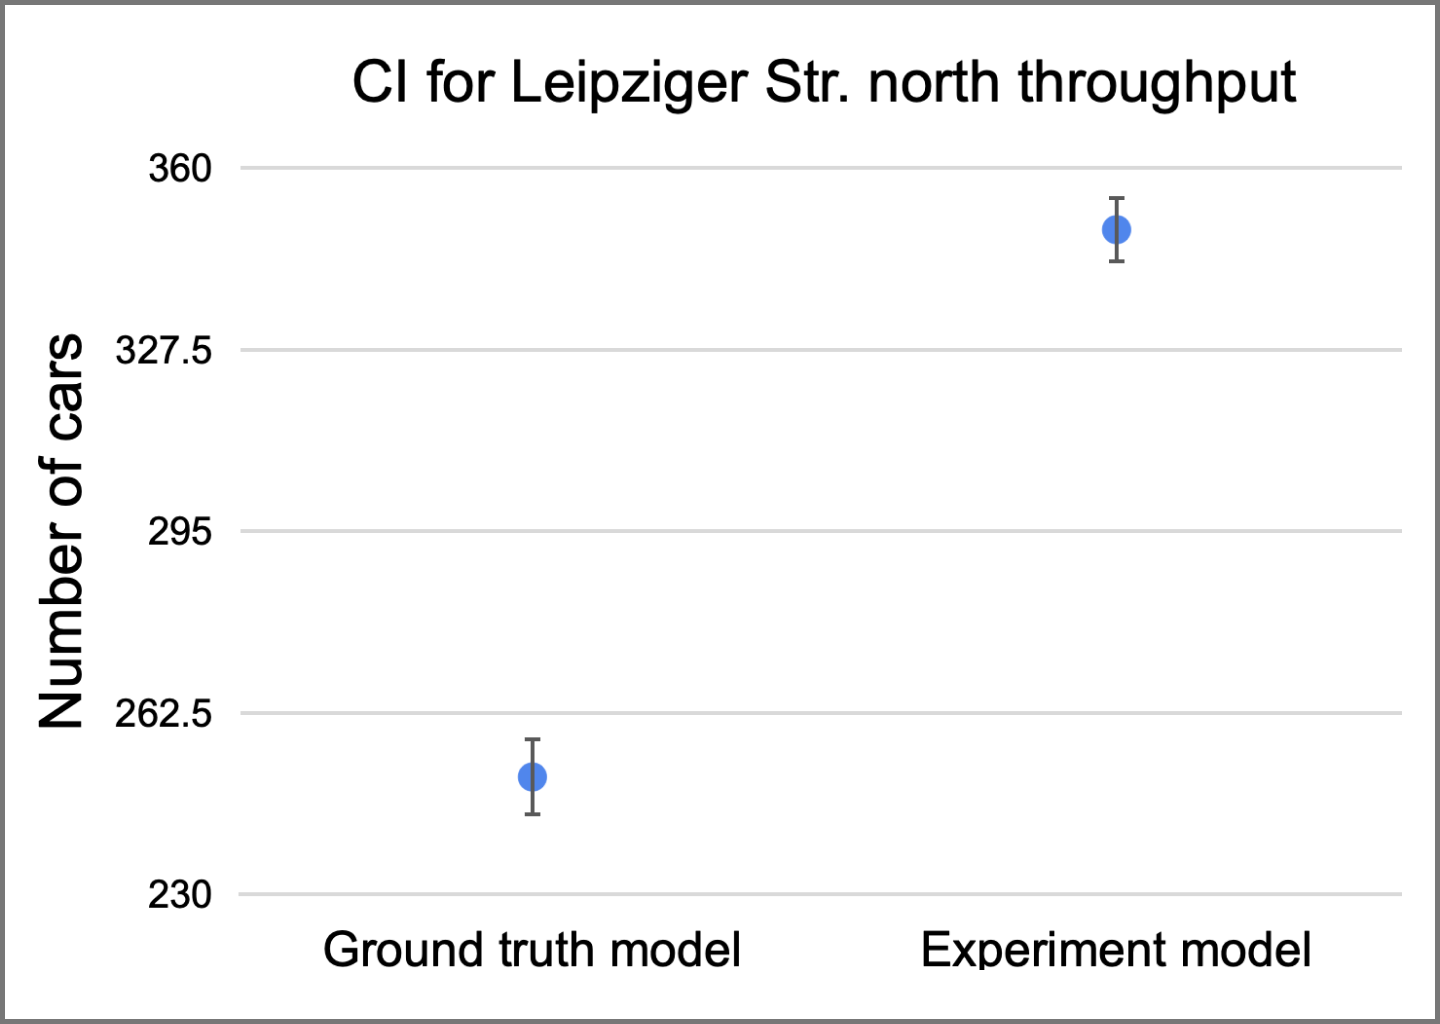 CI for Leipziger Str. north throughput
360
327.5
295
262.5
230
Number of cars
Ground truth model
Experiment model